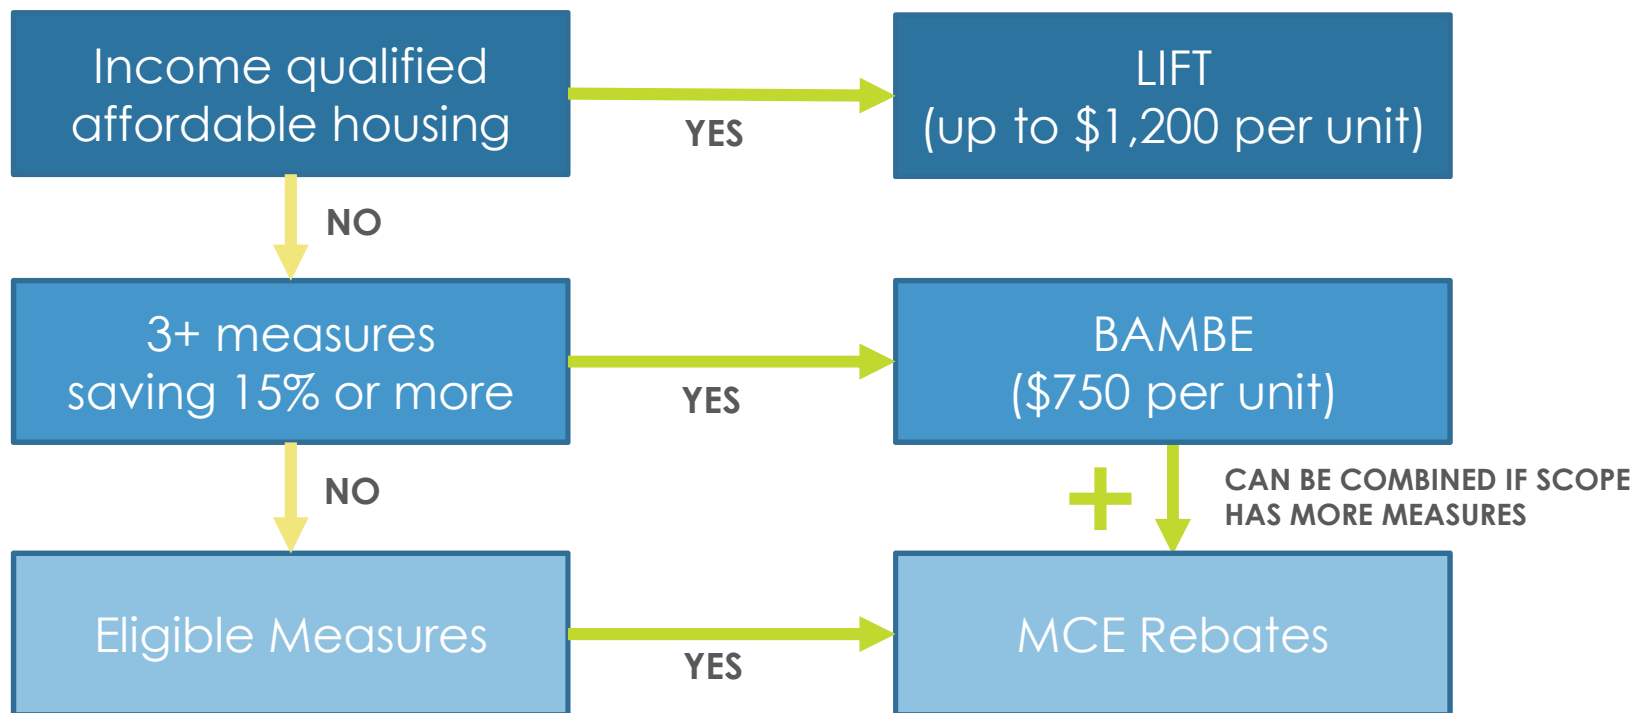 Income qualified
affordable housing
YES
LIFT
(up to $1,200 per unit)
NO
3+ measures
saving 15% or more
YES
BAMBE
($750 per unit)
NO
+
CAN BE COMBINED IF SCOPE
HAS MORE MEASURES
Eligible Measures
YES
MCE Rebates